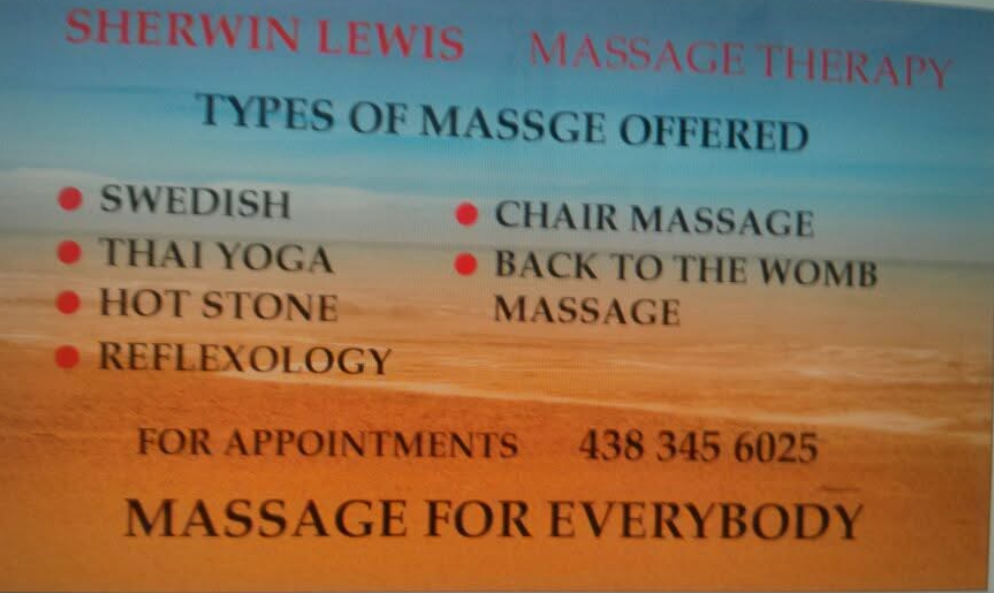 SHERWIN LEWIS MASSAGE THERAPY
TYPES OF MASSGE OFFERED
SWEDISH
THAI YOGA
HOT STONE
REFLEXOLOGY
CHAIR MASSAGE
BACK TO THE WOMB
MASSAGE
FOR APPOINTMENTS 438 345 6025
MASSAGE FOR EVERYBODY